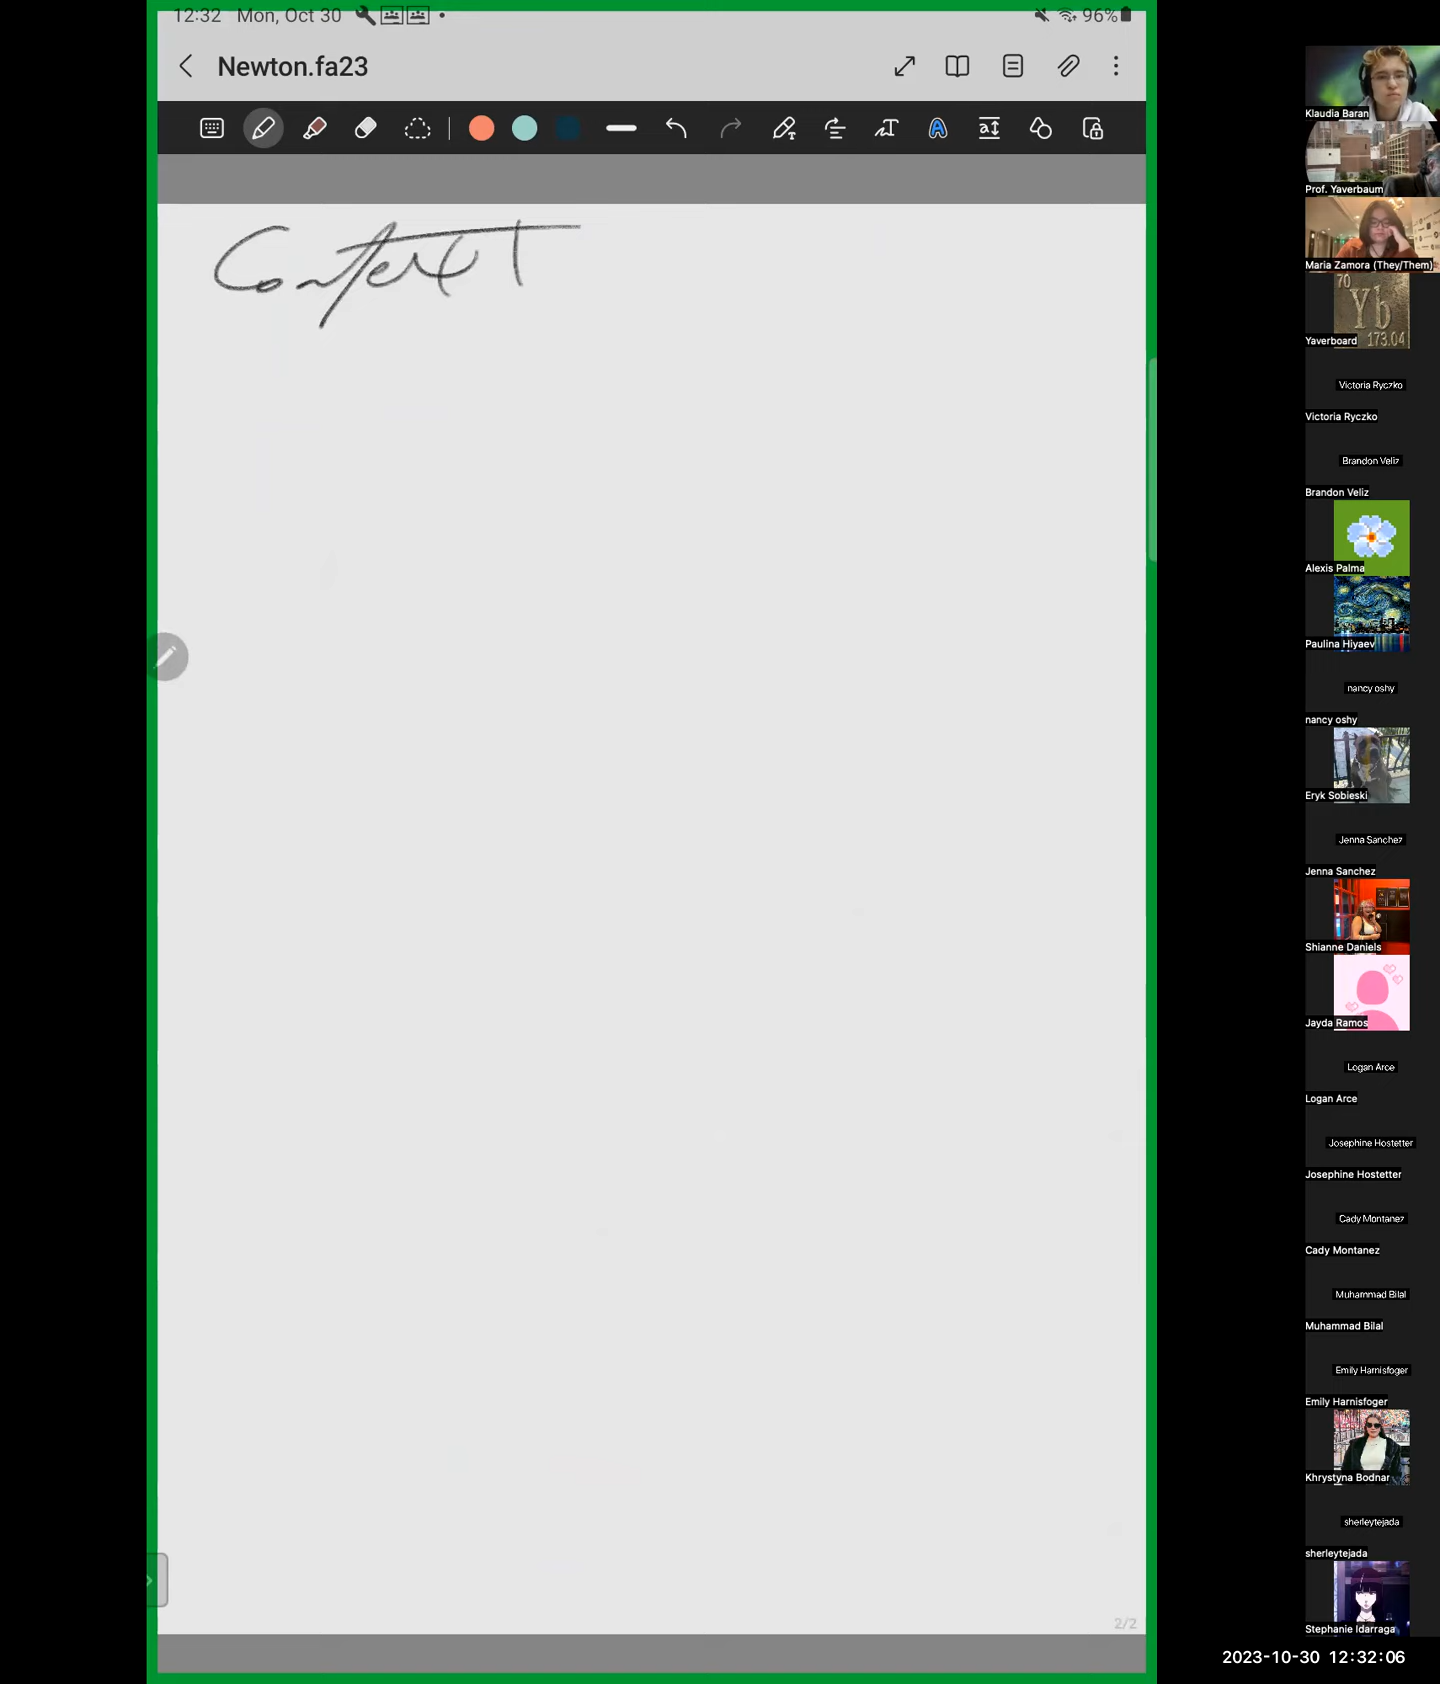 12:32 Mon, Oct 30
96%
Newton.fa23
Context
2/2
Klaudia Baran
Prof. Yaverbaum
Maria Zamora (They/Them)
70
Yb
173.04
Yaverboard
Victoria Ryczko
Victoria Ryczko
Brandon Veliz
Brandon Veliz
Alexis Palma
Paulina Hiyaev
nancy oshy
nancy oshy
Eryk Sobieski
Jenna Sanchez
Jenna Sanchez
Shianne Daniels
Jayda Ramos
Logan Arce
Logan Arce
Josephine Hostetter
Josephine Hostetter
Cady Montanez
Cady Montanez
Muhammad Bilal
Muhammad Bilal
Emily Harnisfoger
Emily Harnisfoger
Khrystyna Bodnar
sherleytejada
sherleytejada
Stephanie Idarraga
2023-10-30 12:32:06